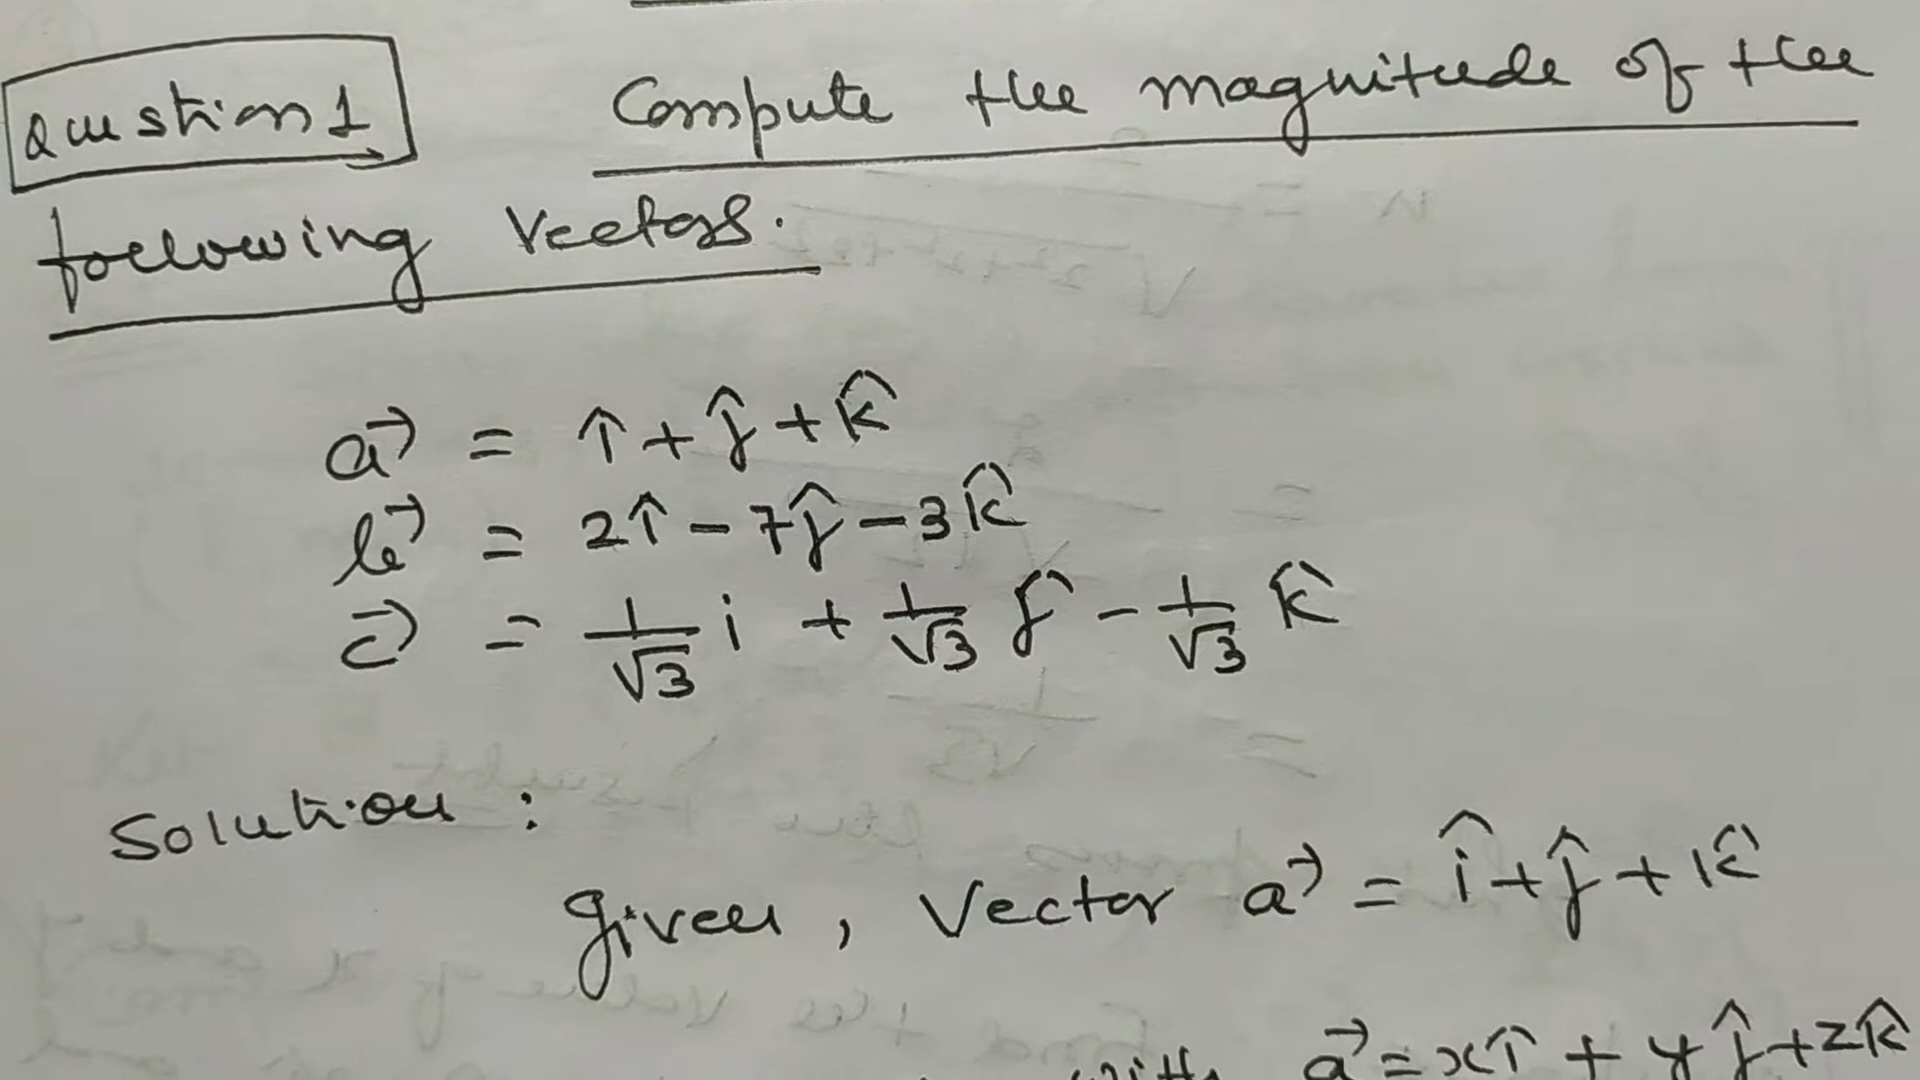 Question 1 Compute the magnitude of the
following vectors.
a⃗ = î + ĵ + k̂
b⃗ = 2î - 7ĵ - 3k̂
c⃗ = 1/√3 i + 1/√3 ĵ - 1/√3 k̂
Solution :
Given, Vector a⃗ = î + ĵ + k̂
with a⃗ = xî + yĵ + zk̂